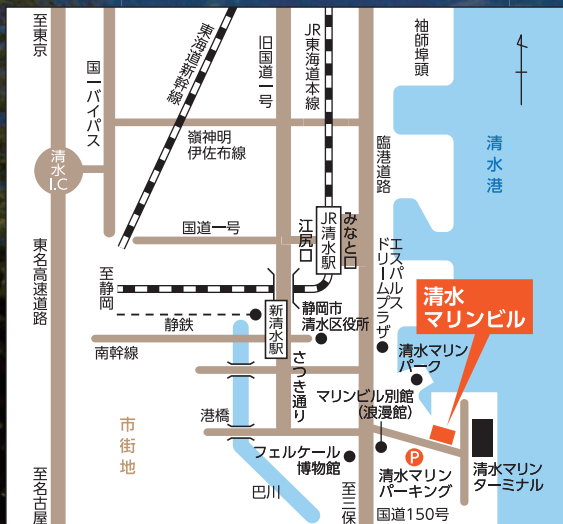 至東京
国一バイパス
東海道新幹線
旧国道一号
JR東海道本線
袖師埠頭
嶺神明
伊佐布線
臨港道路
清水港
清水
I.C
国道一号
江尻口
JR清水駅
みなと口
東名高速道路
至静岡
静鉄
新清水駅
静岡市
清水区役所
エスパルス
ドリームプラザ
清水
マリンビル
南幹線
さつき通り
清水マリン
パーク
マリンビル別館
(浪漫館)
市街地
港橋
フェルケール
博物館
P
清水マリン
パーキング
清水マリン
ターミナル
巴川
至三保
国道150号
至名古屋